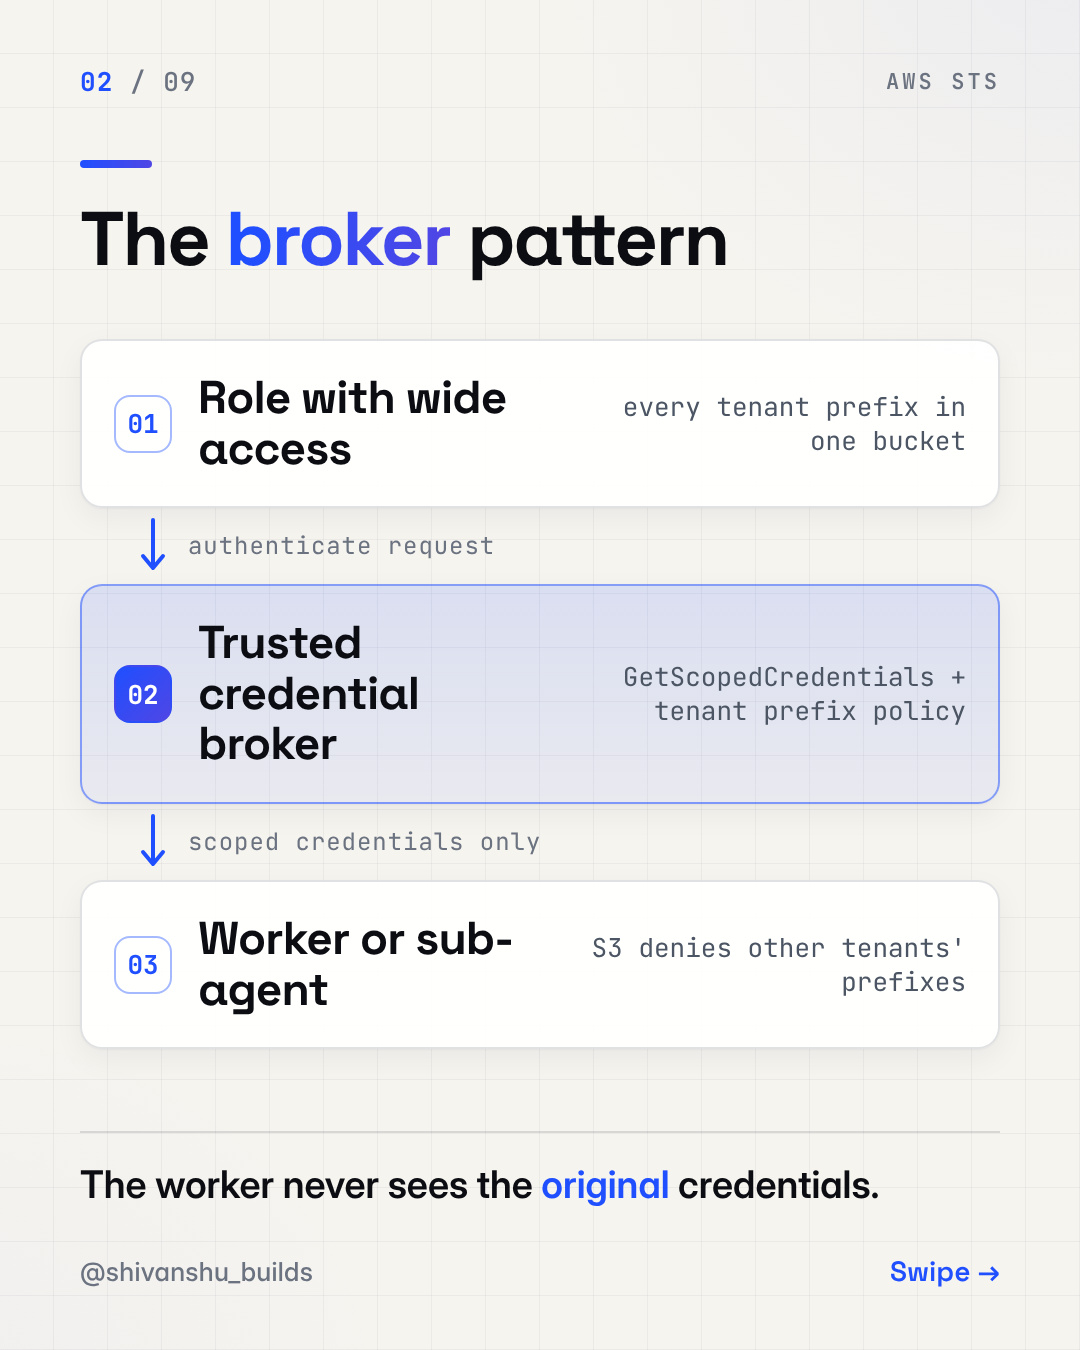 02 / 09
AWS STS
The broker pattern
01
Role with wide
access
every tenant prefix in
one bucket
authenticate request
02
Trusted
credential
broker
GetScopedCredentials +
tenant prefix policy
scoped credentials only
03
Worker or sub-
agent
S3 denies other tenants'
prefixes
The worker never sees the original credentials.
@shivanshu_builds
Swipe →